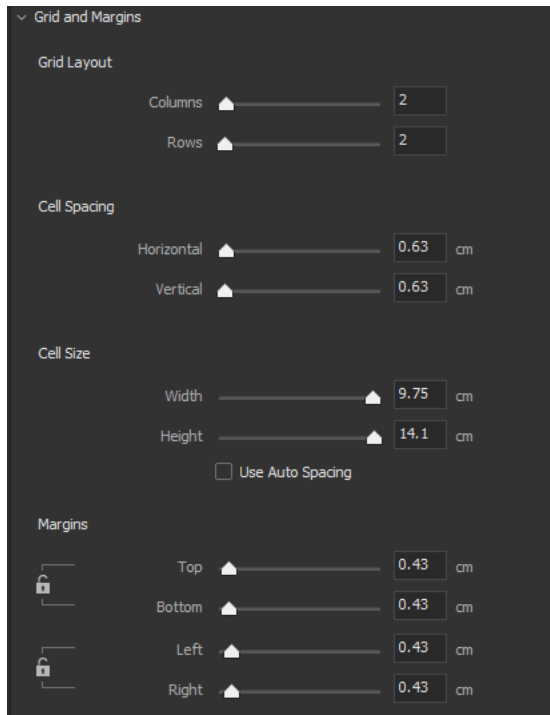 Grid and Margins
Grid Layout
Columns 2
Rows 2
Cell Spacing
Horizontal 0.63 cm
Vertical 0.63 cm
Cell Size
Width 9.75 cm
Height 14.1 cm
Use Auto Spacing
Margins
Top 0.43 cm
Bottom 0.43 cm
Left 0.43 cm
Right 0.43 cm